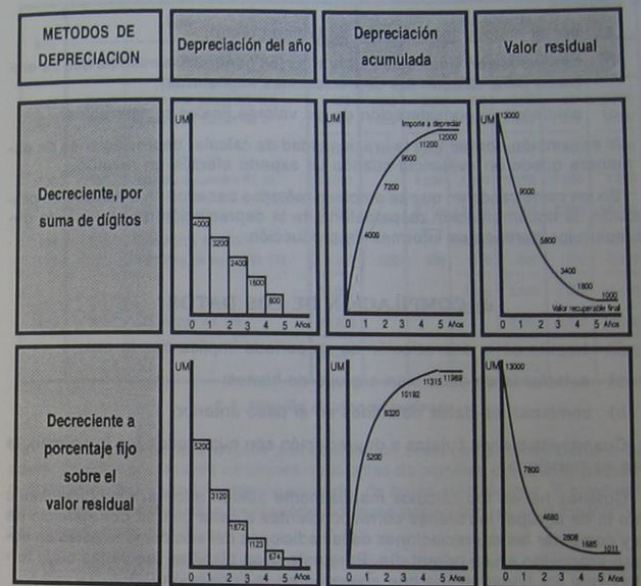 METODOS DE
DEPRECIACION
Depreciación del año
Depreciación
acumulada
Valor residual
Decreciente, por
suma de dígitos
UM
4000
3200
2400
1600
800
0 1 2 3 4 5 Años
UM
Importe a depreciar
12000
11200
9600
7200
4000
0 1 2 3 4 5 Años
UM
13000
9000
5800
3400
1800
1000
Valor recuperable final
0 1 2 3 4 5 Años
Decreciente a
porcentaje fijo
sobre el
valor residual
UM
5200
3120
1872
1123
674
0 1 2 3 4 5 Años
UM
11315
11989
10192
8320
5200
0 1 2 3 4 5 Años
UM
13000
7800
4680
2808
1685
1011
0 1 2 3 4 5 Años